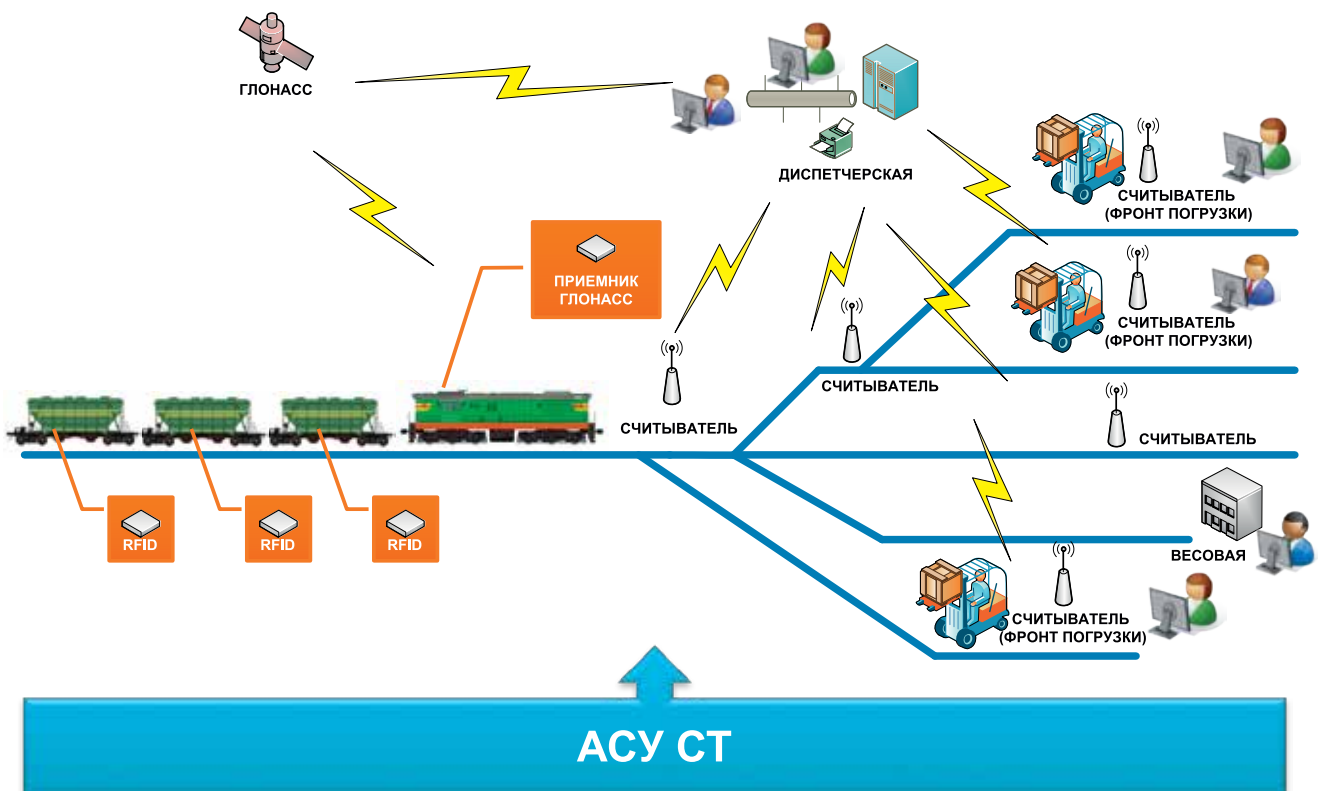 ГЛОНАСС
ДИСПЕТЧЕРСКАЯ
СЧИТЫВАТЕЛЬ
(ФРОНТ ПОГРУЗКИ)
ПРИЕМНИК
ГЛОНАСС
СЧИТЫВАТЕЛЬ
(ФРОНТ ПОГРУЗКИ)
СЧИТЫВАТЕЛЬ
СЧИТЫВАТЕЛЬ
СЧИТЫВАТЕЛЬ
RFID
RFID
RFID
ВЕСОВАЯ
СЧИТЫВАТЕЛЬ
(ФРОНТ ПОГРУЗКИ)
АСУ СТ